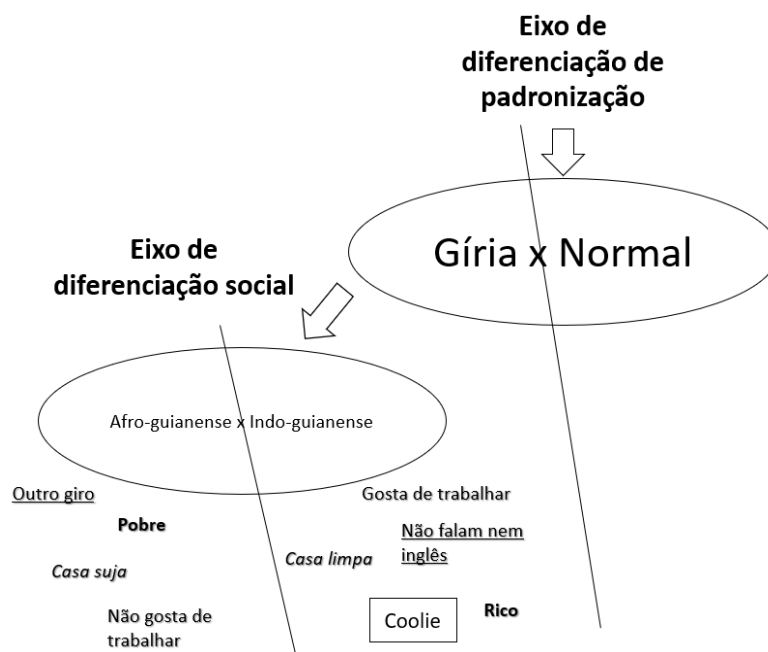 Eixo de
diferenciação de
padronização
Gíria x Normal
Eixo de
diferenciação social
Afro-guianense x Indo-guianense
Outro giro
Gosta de trabalhar
Pobre
Não falam nem
inglês
Casa suja
Casa limpa
Não gosta de
trabalhar
Coolie
Rico